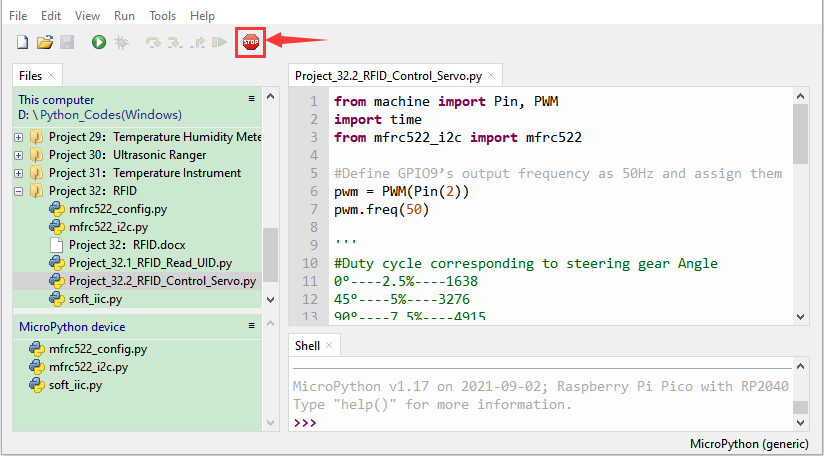 File Edit View Run Tools Help
STOP
Files ×
This computer ≡
D: \ Python_Codes(Windows)
Project 29: Temperature Humidity Mete
Project 30: Ultrasonic Ranger
Project 31: Temperature Instrument
Project 32: RFID
mfrc522_config.py
mfrc522_i2c.py
Project 32: RFID.docx
Project_32.1_RFID_Read_UID.py
Project_32.2_RFID_Control_Servo.py
soft_iic.py
MicroPython device ≡
mfrc522_config.py
mfrc522_i2c.py
soft_iic.py
Project_32.2_RFID_Control_Servo.py ×
1 from machine import Pin, PWM
2 import time
3 from mfrc522_i2c import mfrc522
4
5 #Define GPIO9’s output frequency as 50Hz and assign them
6 pwm = PWM(Pin(2))
7 pwm.freq(50)
8
9 '''
10 #Duty cycle corresponding to steering gear Angle
11 0°----2.5%----1638
12 45°----5%----3276
13 90°----7.5%----4915
Shell ×
MicroPython v1.17 on 2021-09-02; Raspberry Pi Pico with RP2040
Type "help()" for more information.
>>>
MicroPython (generic)